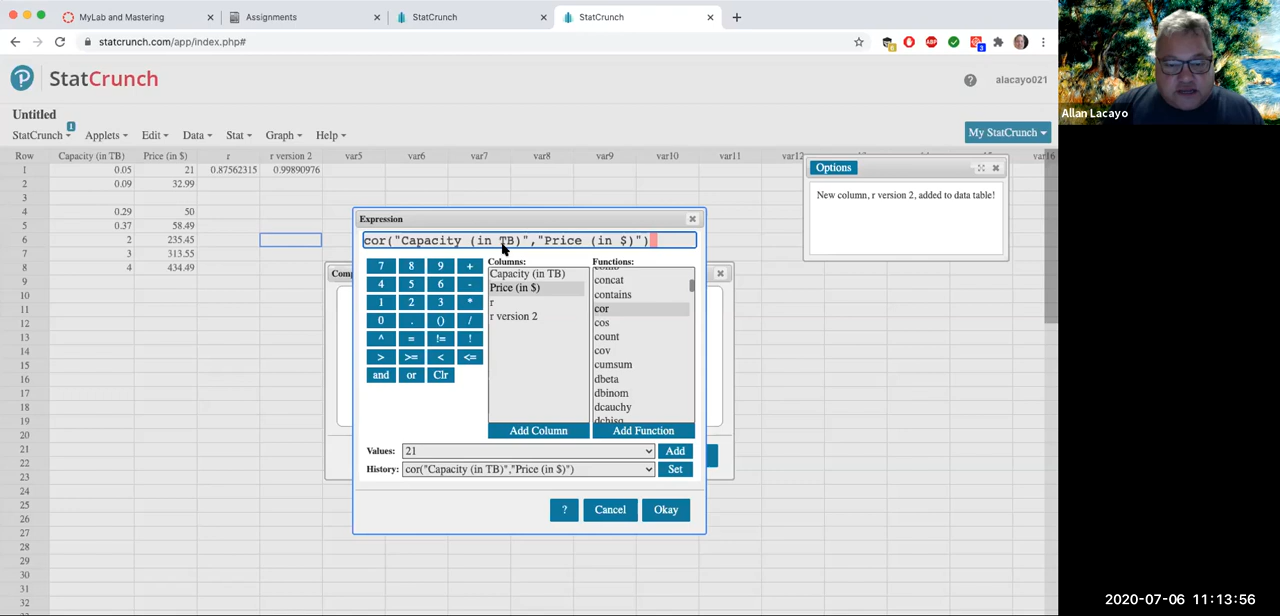 MyLab and Mastering
Assignments
StatCrunch
StatCrunch
statcrunch.com/app/index.php#
StatCrunch
alacayo021
Untitled
StatCrunch 1 Applets Edit Data Stat Graph Help
My StatCrunch
Row Capacity (in TB) Price (in $) r r version 2 var5 var6 var7 var8 var9 var10 var11 var12 var16
1 0.05 21 0.87562315 0.99890976
2 0.09 32.99
3
4 0.29 50
5 0.37 58.49
6 2 235.45
7 3 313.55
8 4 434.49
9
10
11
12
13
14
15
16
17
18
19
20
21
22
23
24
25
26
27
28
29
30
31
Options
New column, r version 2, added to data table!
Comp
Expression
cor("Capacity (in TB)","Price (in $)")
Columns:
Capacity (in TB)
Price (in $)
r
r version 2
Add Column
Functions:
concat
contains
cor
cos
count
cov
cumsum
dbeta
dbinom
dcauchy
dchisq
Add Function
7 8 9 +
4 5 6 -
1 2 3 *
0 . () /
^ = != !
> >= < <=
and or Clr
Values: 21 Add
History: cor("Capacity (in TB)","Price (in $)") Set
? Cancel Okay
Allan Lacayo
2020-07-06 11:13:56